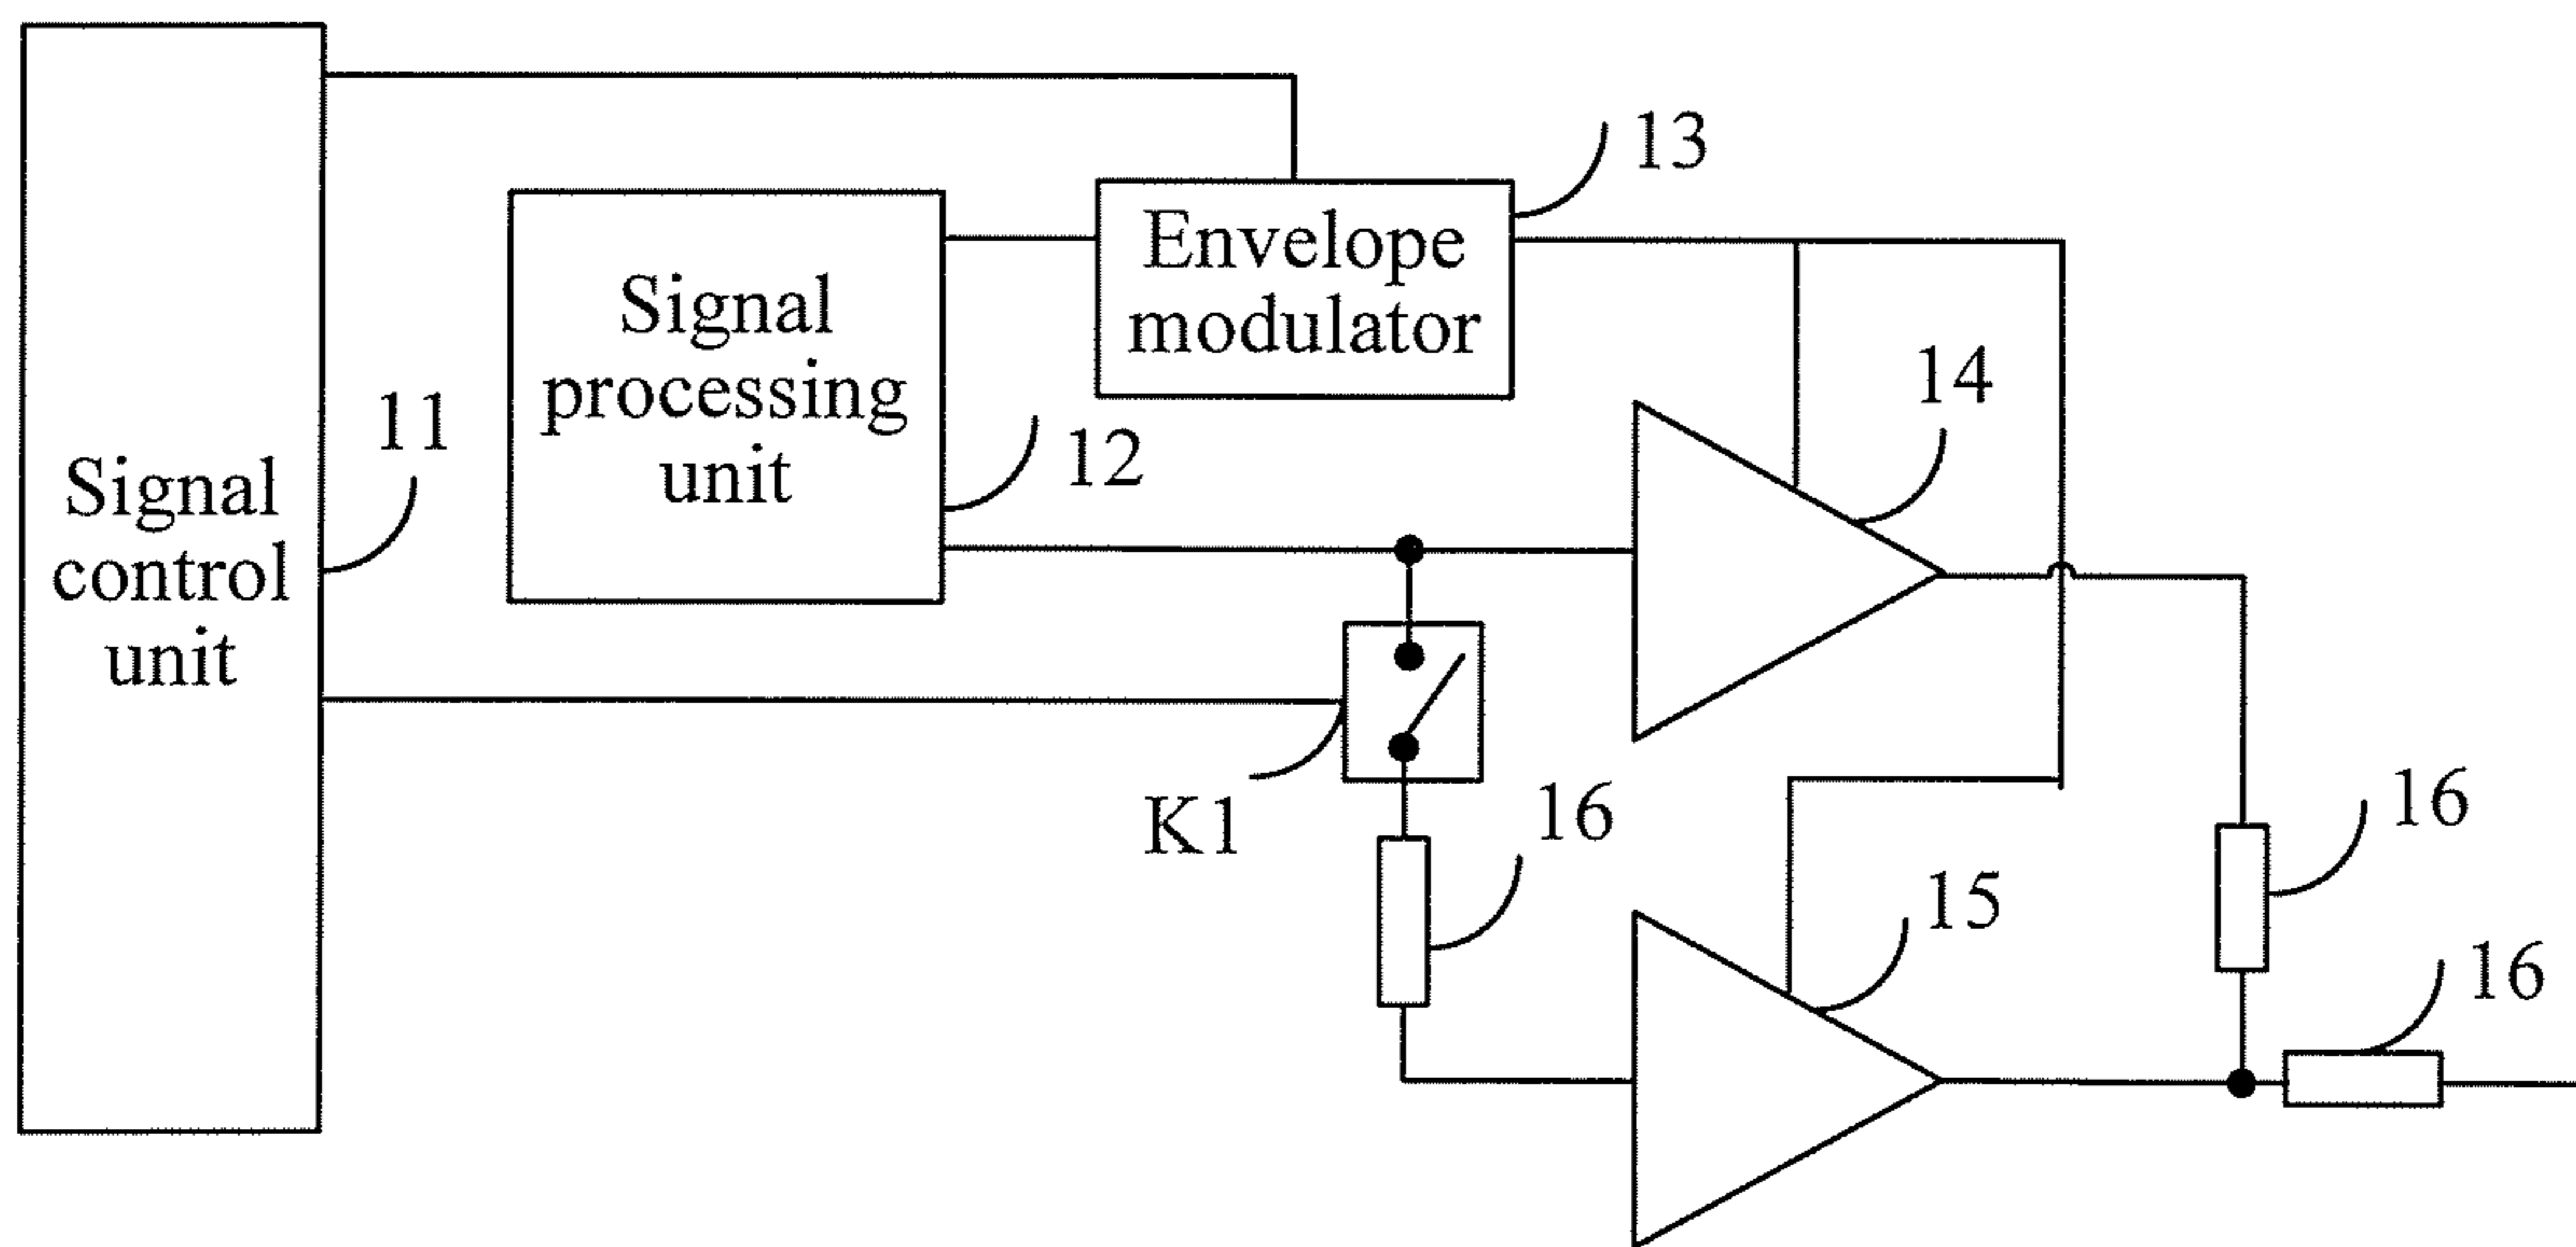 Signal
control
unit
11
Signal
processing
unit
12
Envelope
modulator
13
14
K1
16
15
16
16